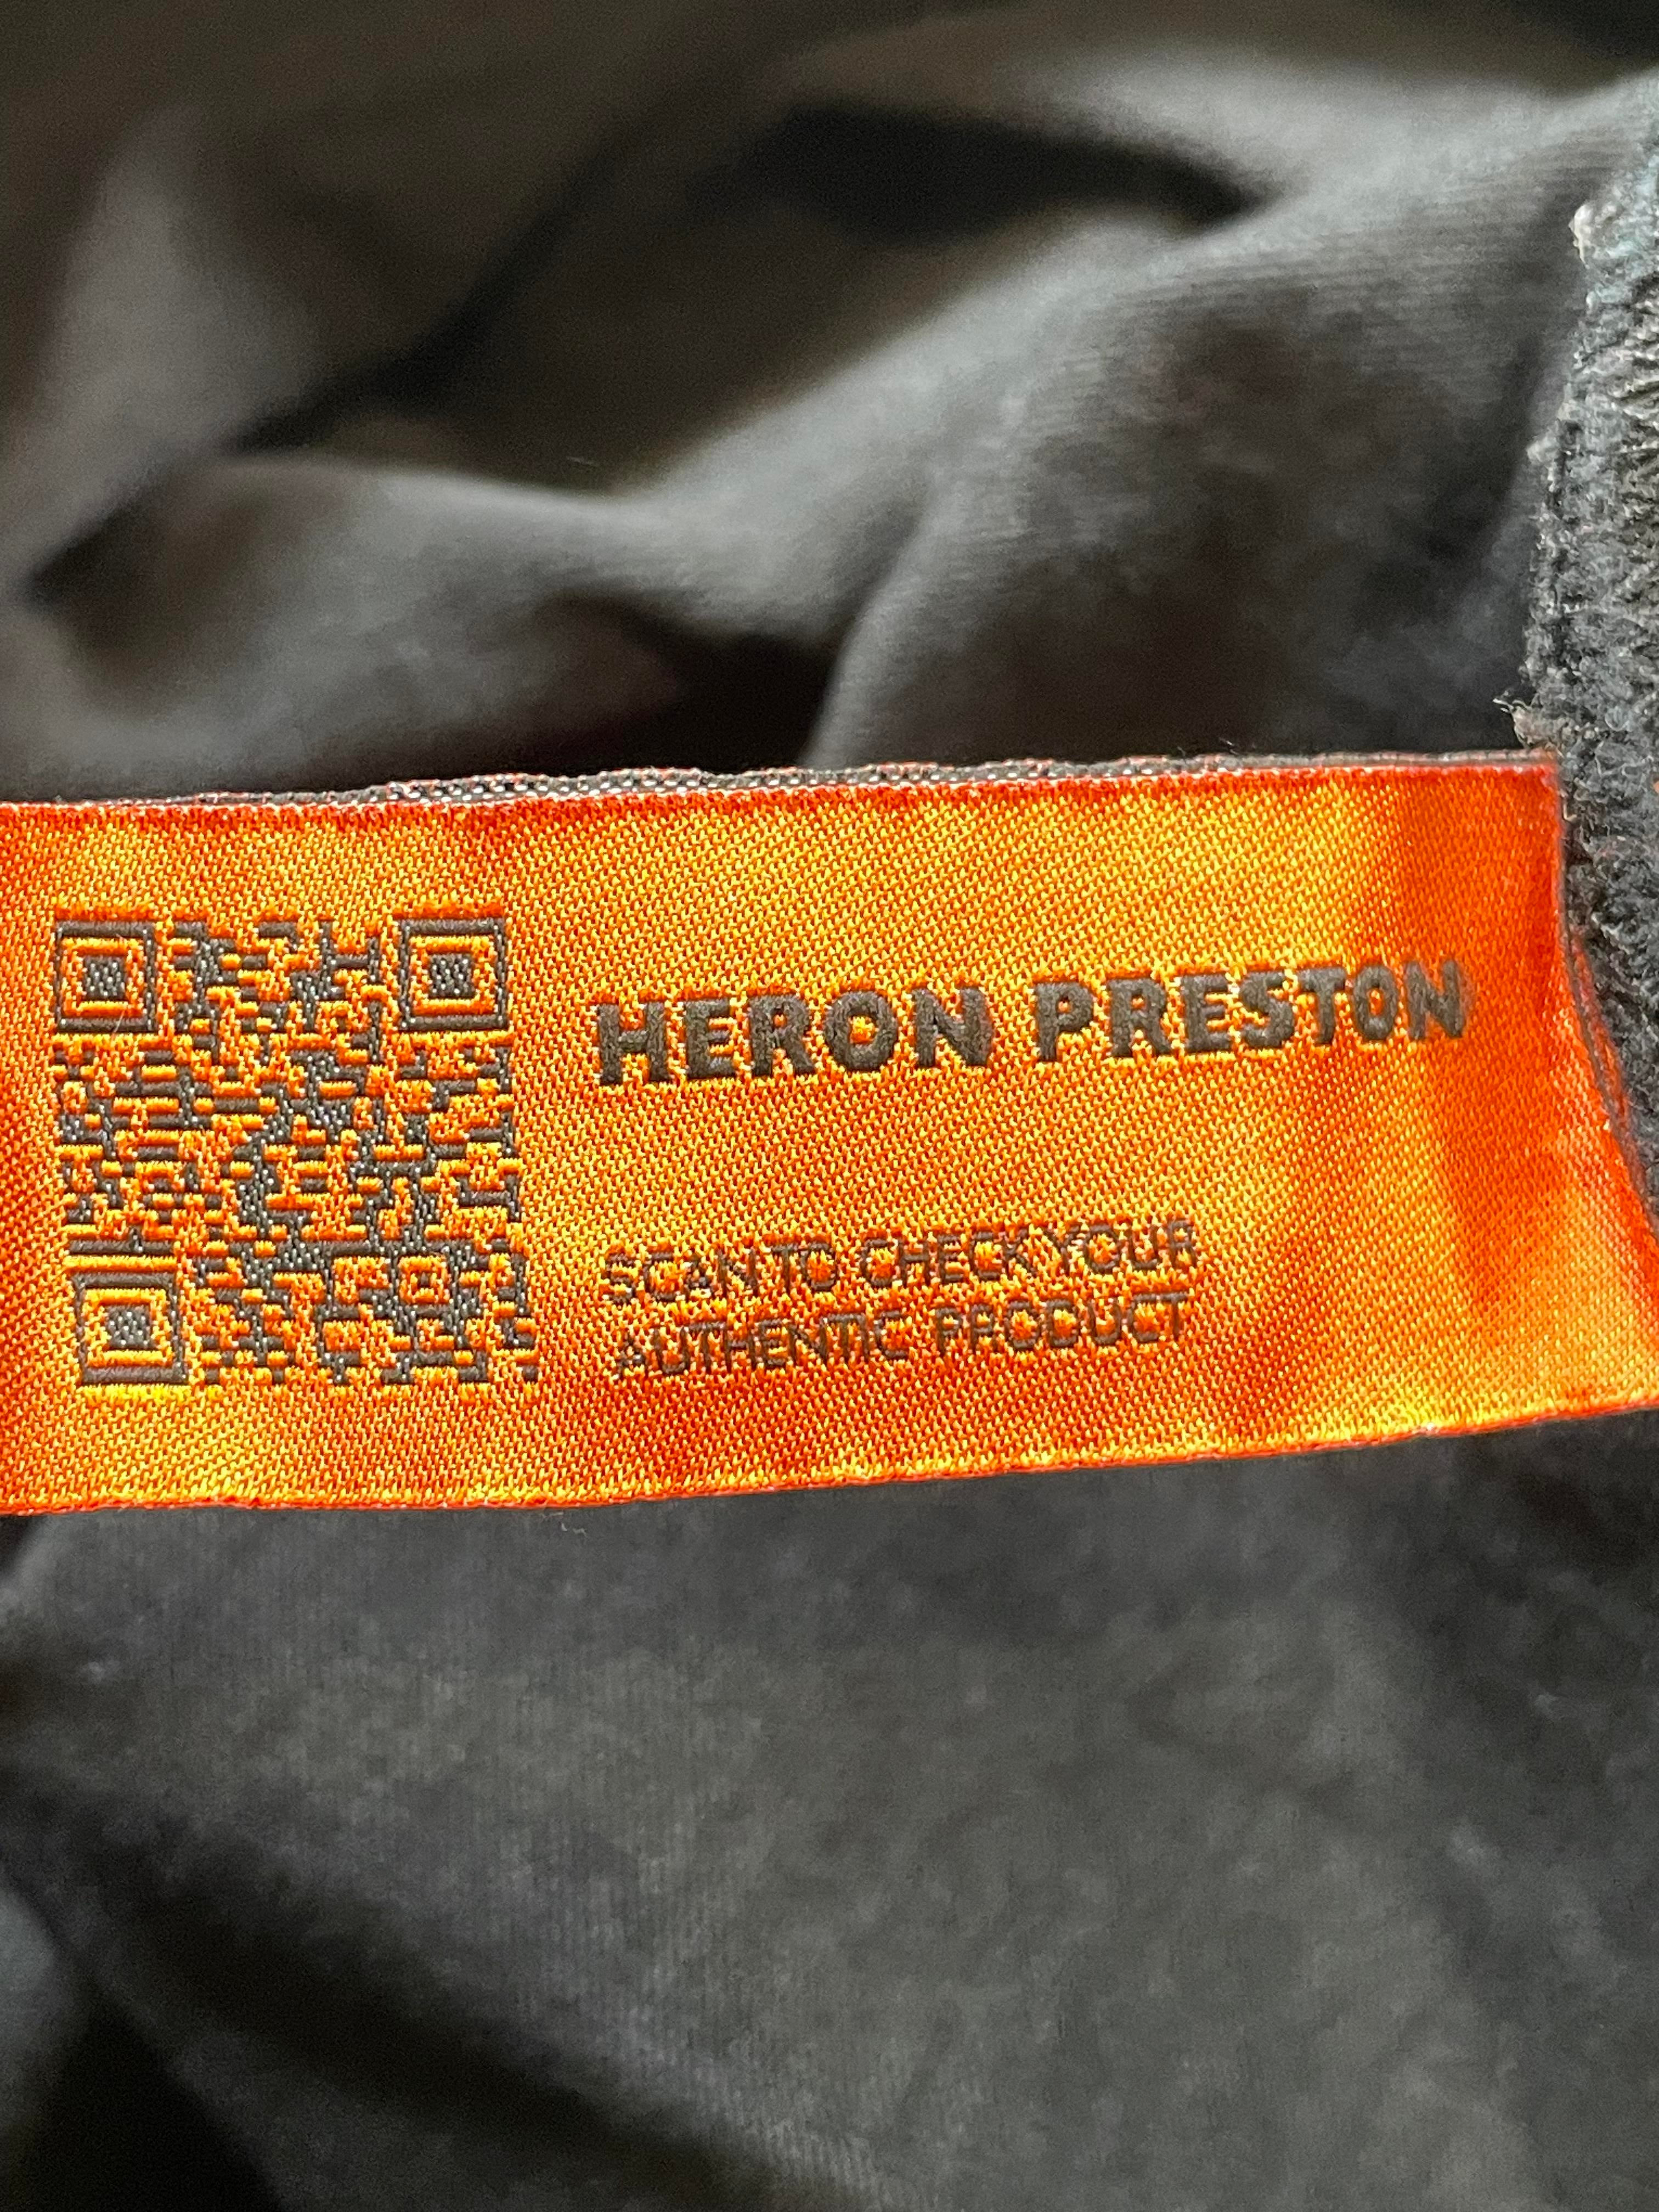 HERON PRESTON
SCAN TO CHECK YOUR
AUTHENTIC PRODUCT